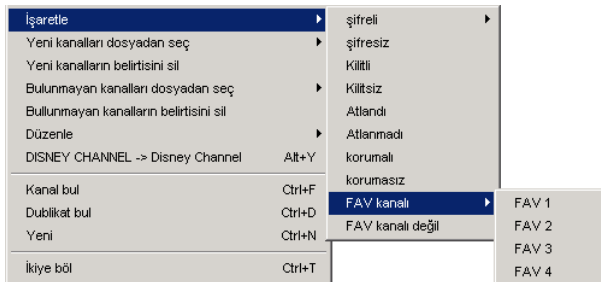 İşaretle
Yeni kanalları dosyadan seç
Yeni kanalların belirtisini sil
Bulunmayan kanalları dosyadan seç
Bullunmayan kanalların belirtisini sil
Düzenle
DISNEY CHANNEL -> Disney Channel Alt+Y
Kanal bul Ctrl+F
Dublikat bul Ctrl+D
Yeni Ctrl+N
İkiye böl Ctrl+T
şifreli
şifresiz
Kilitli
Kilitsiz
Atlandı
Atlanmadı
korumalı
korumasız
FAV kanalı
FAV kanalı değil
FAV 1
FAV 2
FAV 3
FAV 4